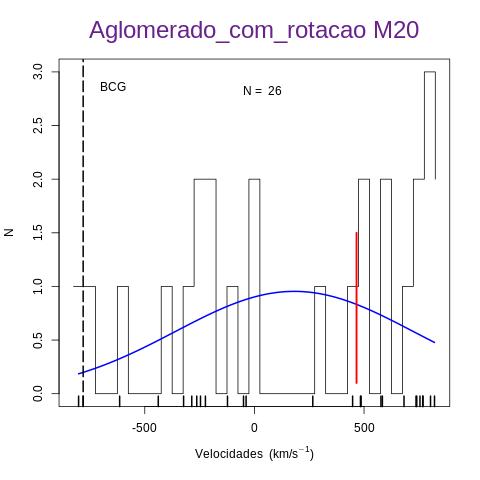 Aglomerado_com_rotacao M20
BCG
N = 26
3.0
2.5
2.0
1.5
1.0
0.5
0.0
N
-500 0 500
Velocidades (km/s⁻¹)